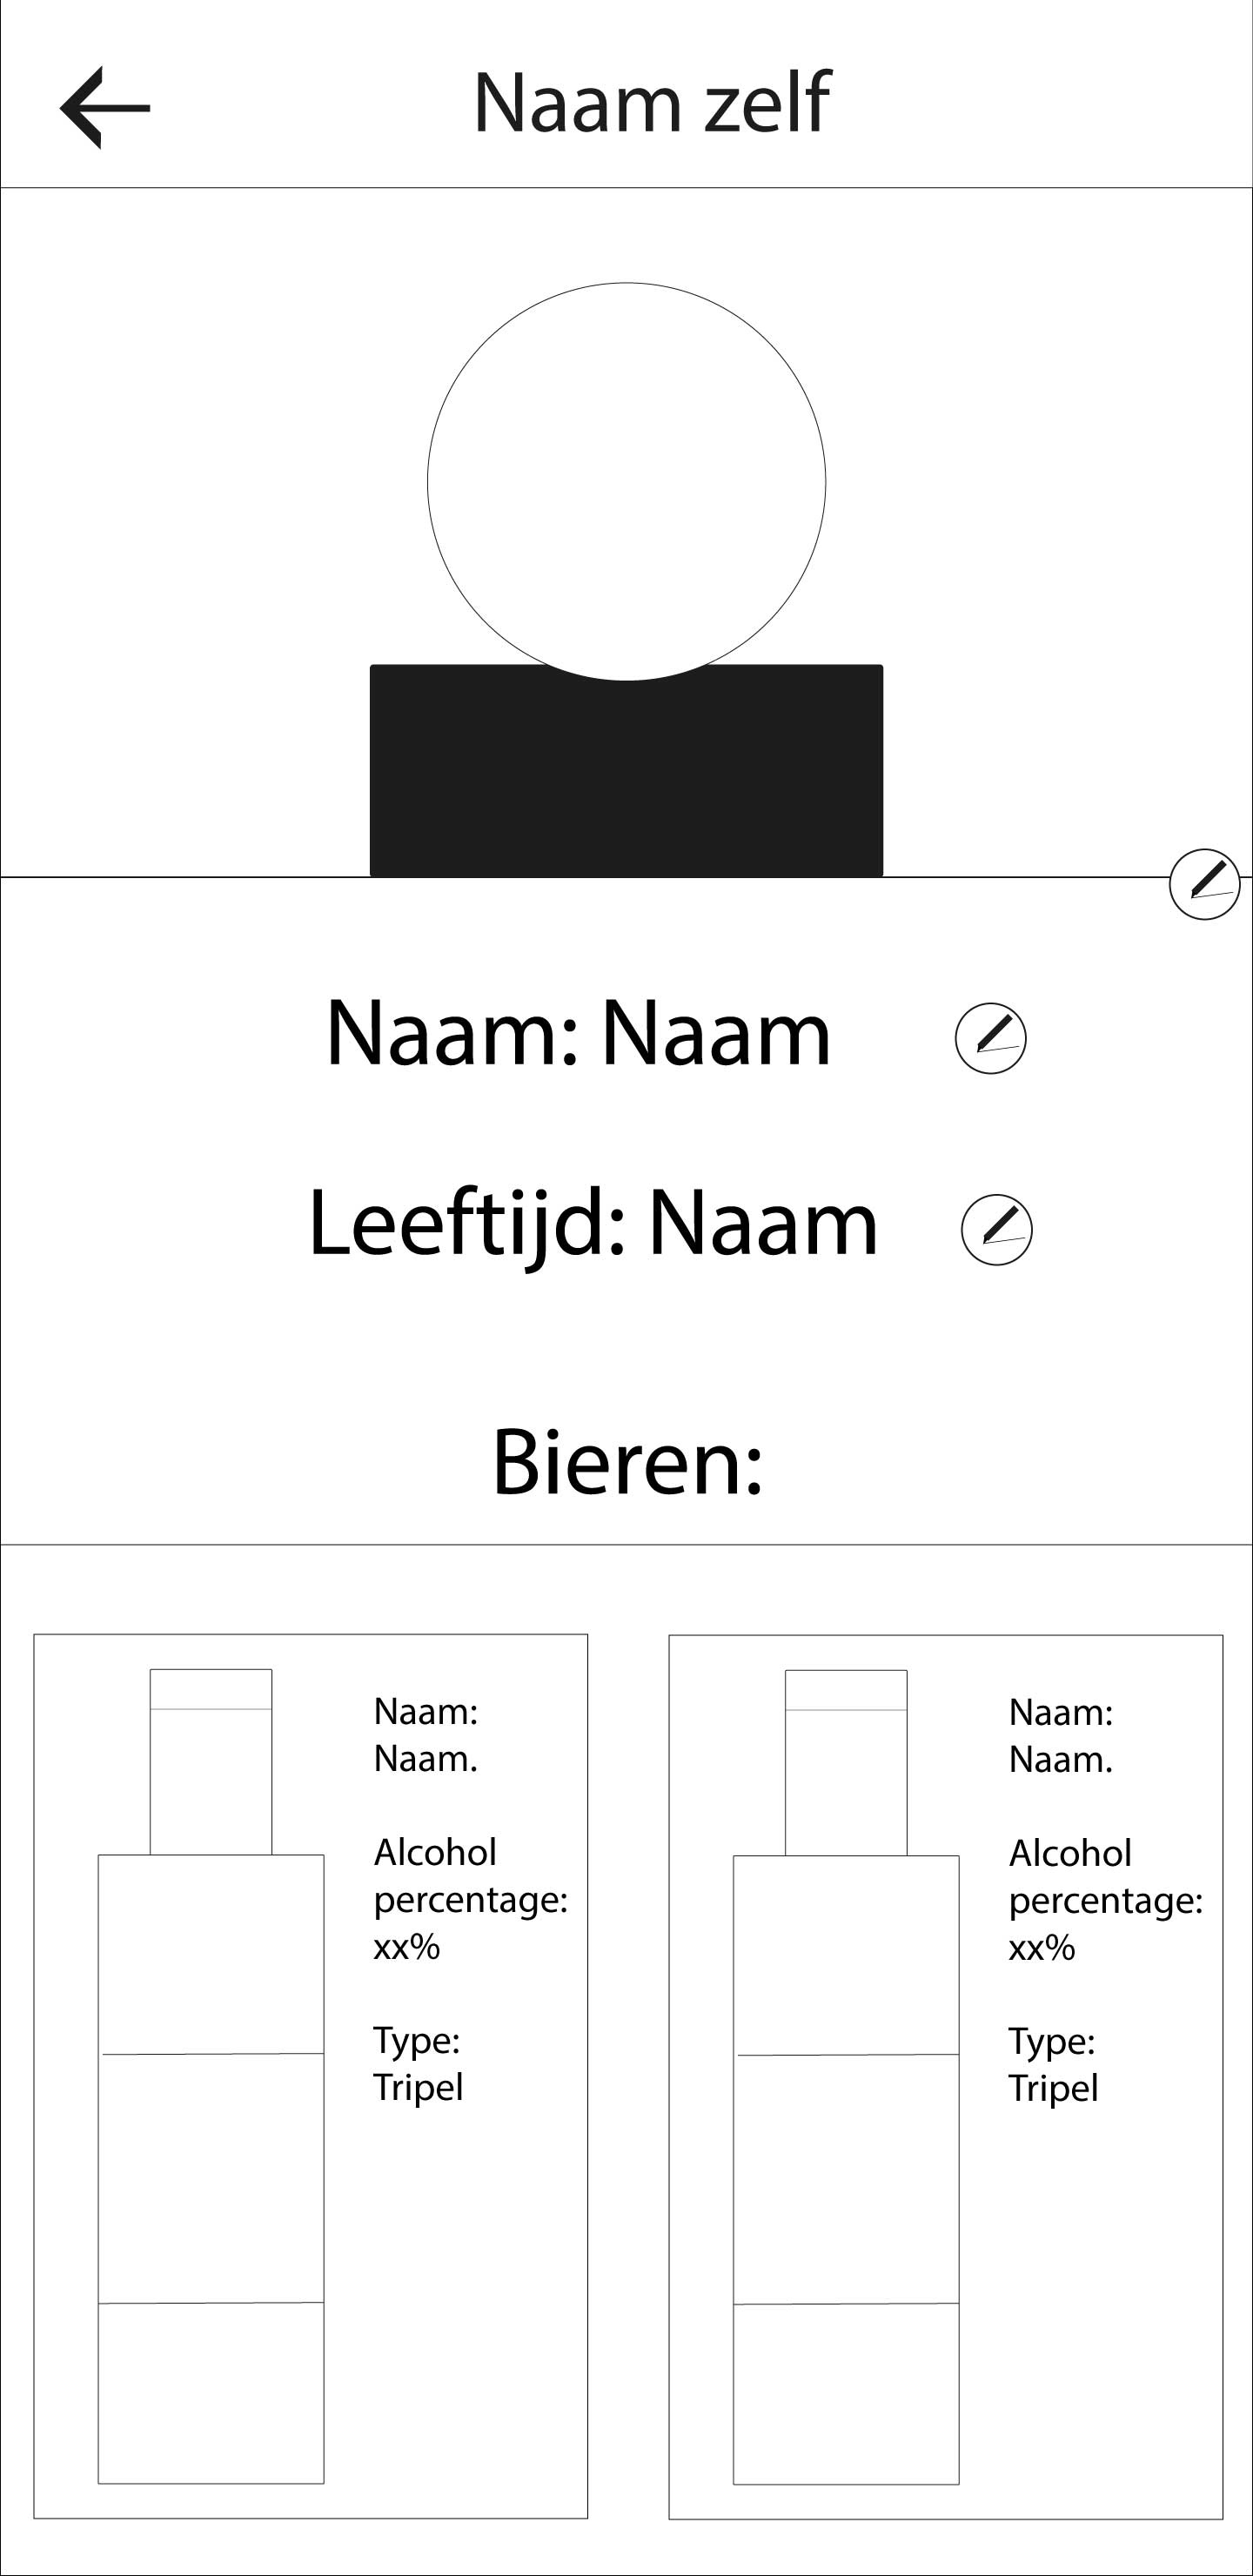 Naam zelf
Naam: Naam
Leeftijd: Naam
Bieren:
Naam:
Naam.
Alcohol
percentage:
xx%
Type:
Tripel
Naam:
Naam.
Alcohol
percentage:
xx%
Type:
Tripel